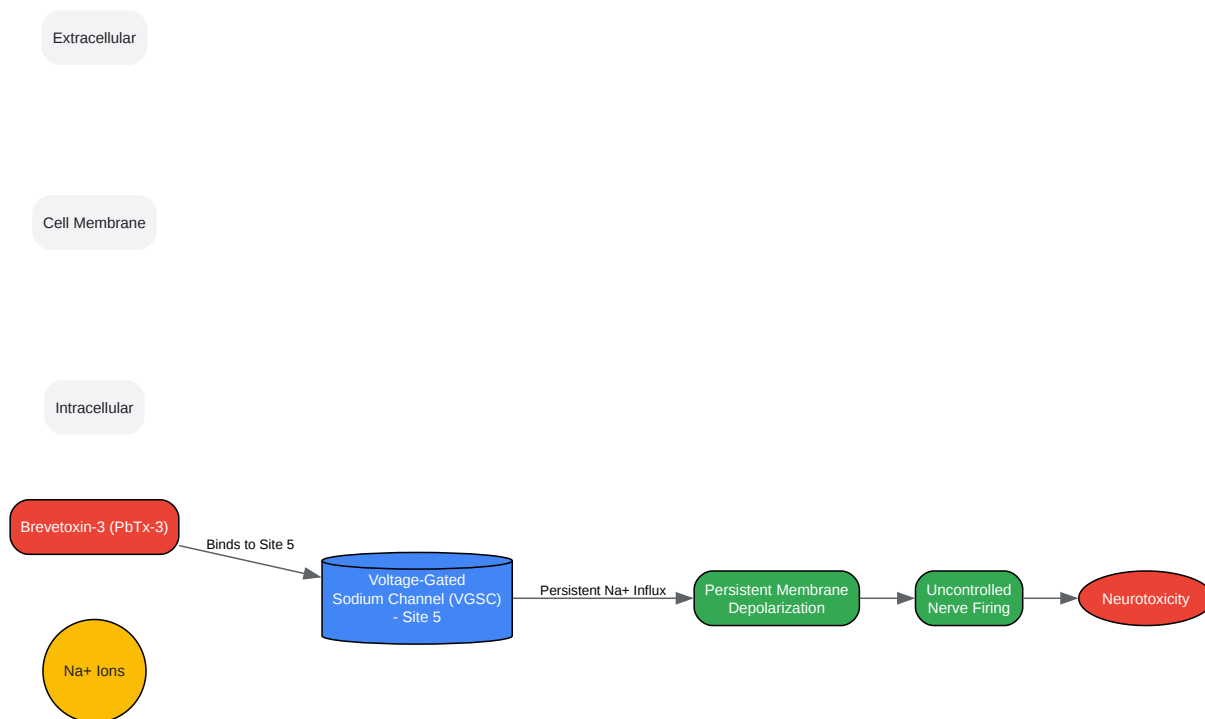 Extracellular
Cell Membrane
Intracellular
Brevetoxin-3 (PbTx-3)
Binds to Site 5
Voltage-Gated
Sodium Channel (VGSC)
- Site 5
Persistent Na+ Influx
Persistent Membrane
Depolarization
Uncontrolled
Nerve Firing
Neurotoxicity
Na+ Ions